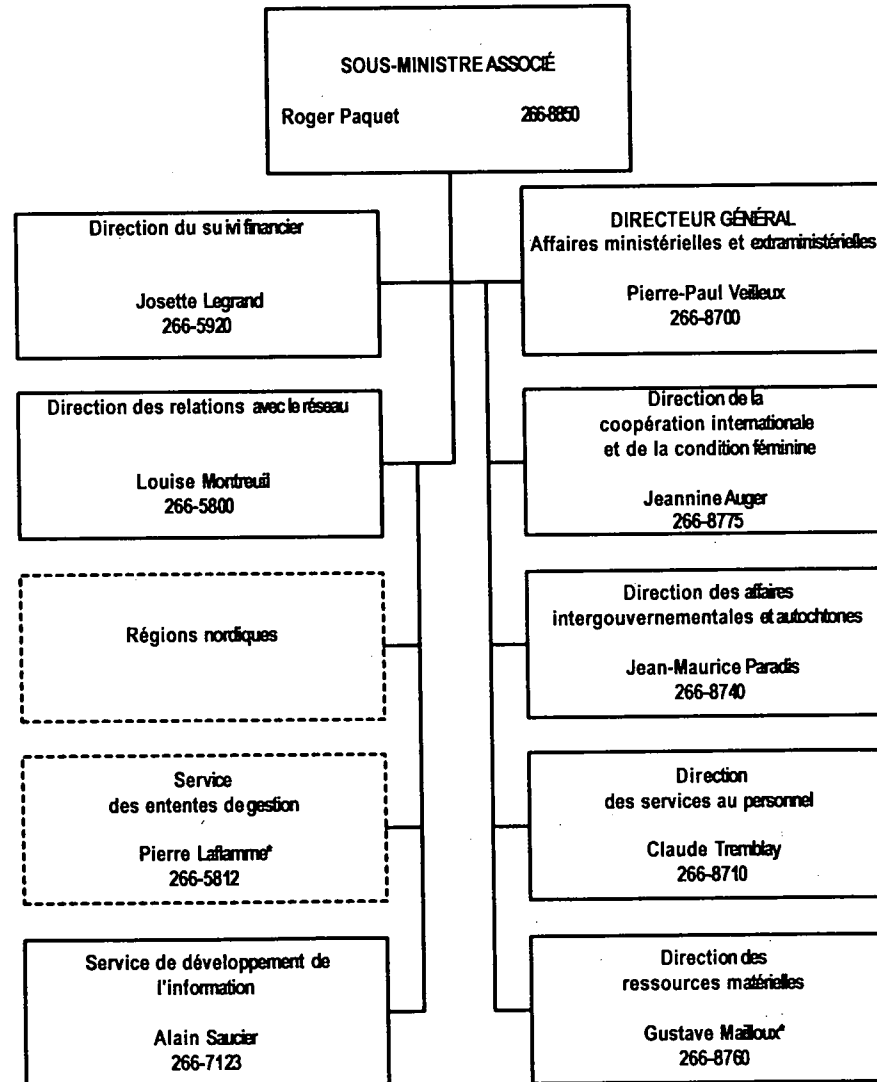 SOUS-MINISTRE ASSOCIÉ
Roger Paquet 266-8850
Direction du suivi financier
Josette Legrand
266-5920
DIRECTEUR GÉNÉRAL
Affaires ministérielles et extraministérielles
Pierre-Paul Veilleux
266-8700
Direction des relations avec le réseau
Louise Montreuil
266-5800
Direction de la
coopération internationale
et de la condition féminine
Jeannine Auger
266-8775
Régions nordiques
Direction des affaires
intergouvernementales et autochtones
Jean-Maurice Paradis
266-8740
Service
des ententes de gestion
Pierre Laflamme*
266-5812
Direction
des services au personnel
Claude Tremblay
266-8710
Service de développement de
l'information
Alain Saucier
266-7123
Direction des
ressources matérielles
Gustave Mailloux*
266-8760